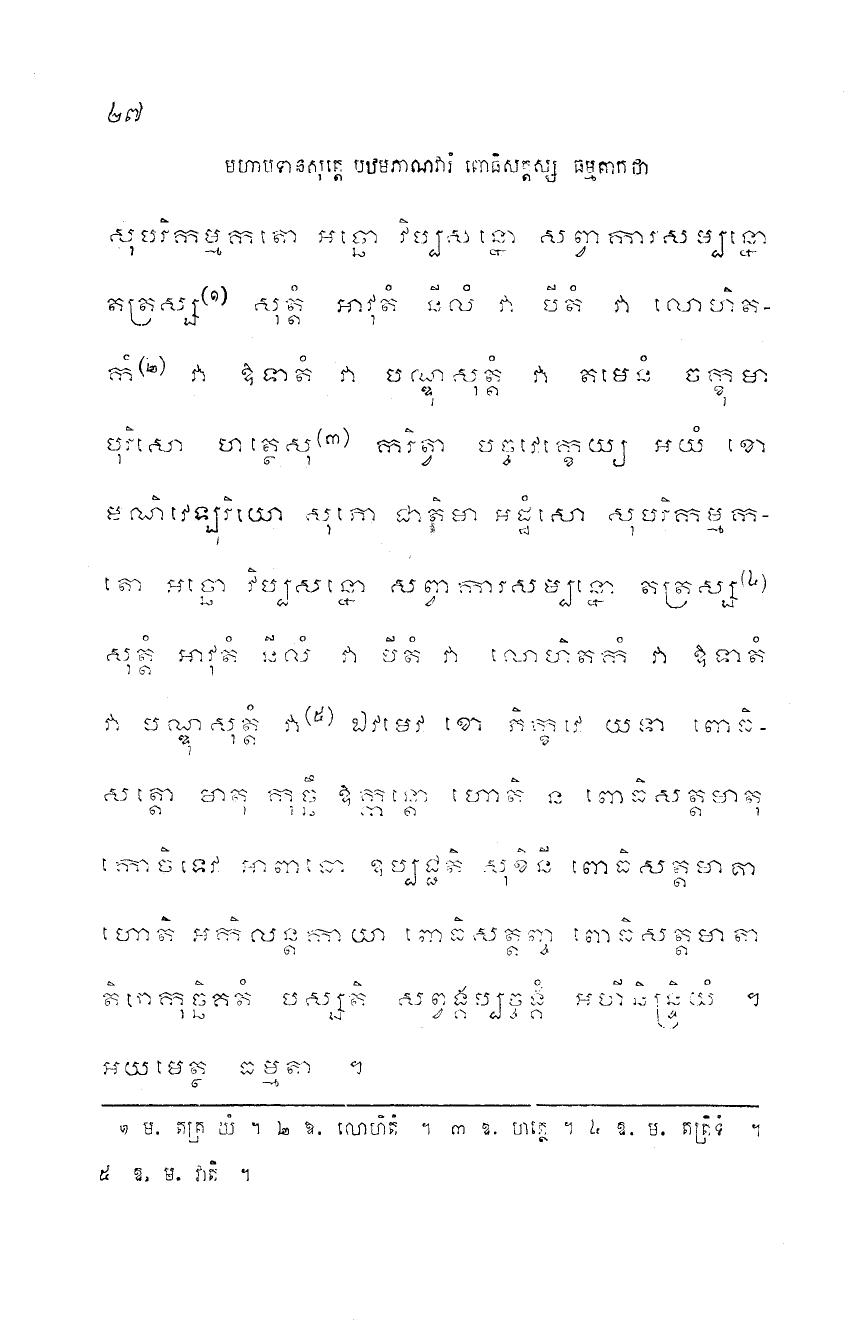 ២៧
មហាបទានសុត្តេ បឋមភាណវារំ ពោធិសត្តស្ស ធម្មតាកថា
សុបរិកម្មកតោ អច្ឆោ វិប្បសន្នោ សព្វាការសម្បន្នោ
តត្រស្ស(១) សុត្តំ អាវុតំ នីលំ វា បីតំ វា លោហិត-
កំ(២) វា ឱទាតំ វា បណ្ឌុសុត្តំ វា តមេនំ ចក្ខុមា
បុរិសោ ហត្ថេសុ(៣) ករិត្វា បច្ចវេក្ខេយ្យ អយំ ខោ
មណិវេឡុរិយោ សុភោ ជាតិមា អដ្ឋំសោ សុបរិកម្មក-
តោ អច្ឆោ វិប្បសន្នោ សព្វាការសម្បន្នោ តត្រស្ស(៤)
សុត្តំ អាវុតំ នីលំ វា បីតំ វា លោហិតកំ វា ឱទាតំ
វា បណ្ឌុសុត្តំ វា(៥) ឯវមេវ ខោ ភិក្ខវេ យទា ពោធិ-
សត្តោ មាតុ កុច្ឆឹ ឱក្កន្តោ ហោតិ ន ពោធិសត្តមាតុ
កោចិទេវ អាពាធោ ឧប្បជ្ជតិ សុខិនី ពោធិសត្តមាតា
ហោតិ អកិលន្តកាយា ពោធិសត្តញ្ច ពោធិសត្តមាតា
តិរោកុច្ឆិគតំ បស្សតិ សព្វង្គប្បច្ចង្គំ អហីនិន្ទ្រិយំ ។
អយមេត្ថ ធម្មតា ។
១ ម. តត្រ យំ ។ ២ ឯ. លោហិតំ ។ ៣ ឱ. ហត្ថេ ។ ៤ ឱ. ម. តត្រិទំ ។
៥ ឱ. ម. វាតិ ។